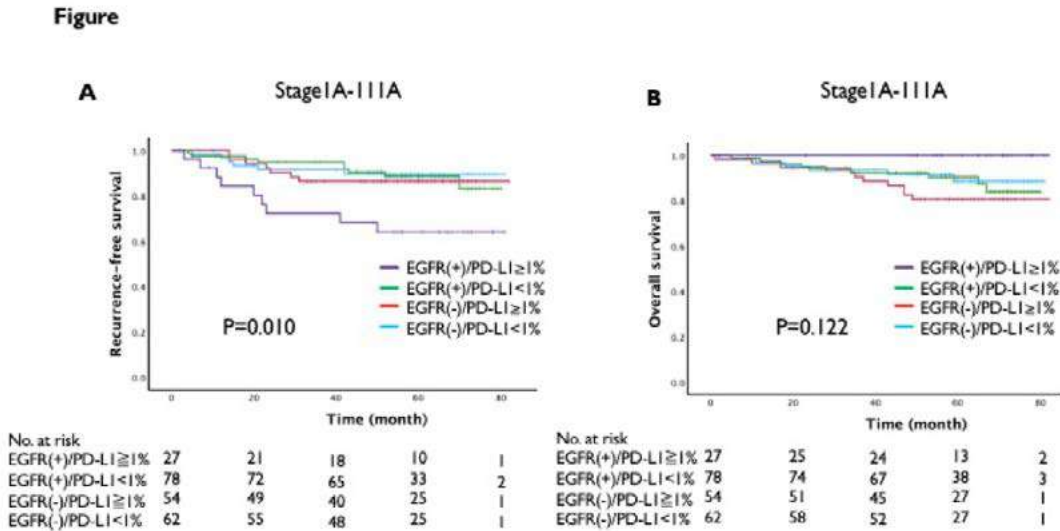 Figure
A
Stage1A-111A
Recurrence-free survival
1.0
0.8
0.6
0.4
0.2
0.0
EGFR(+)/PD-L1≥1%
EGFR(+)/PD-L1<1%
EGFR(-)/PD-L1≥1%
EGFR(-)/PD-L1<1%
P=0.010
0 20 40 60 80
Time (month)
No. at risk
EGFR(+)/PD-L1≧1% 27 21 18 10 1
EGFR(+)/PD-L1<1% 78 72 65 33 2
EGFR(-)/PD-L1≧1% 54 49 40 25 1
EGFR(-)/PD-L1<1% 62 55 48 25 1
B
Stage1A-111A
Overall survival
1.0
0.8
0.6
0.4
0.2
0.0
EGFR(+)/PD-L1≥1%
EGFR(+)/PD-L1<1%
EGFR(-)/PD-L1≥1%
EGFR(-)/PD-L1<1%
P=0.122
0 20 40 60 80
Time (month)
No. at risk
EGFR(+)/PD-L1≧1% 27 25 24 13 2
EGFR(+)/PD-L1<1% 78 74 67 38 3
EGFR(-)/PD-L1≧1% 54 51 45 27 1
EGFR(-)/PD-L1<1% 62 58 52 27 1